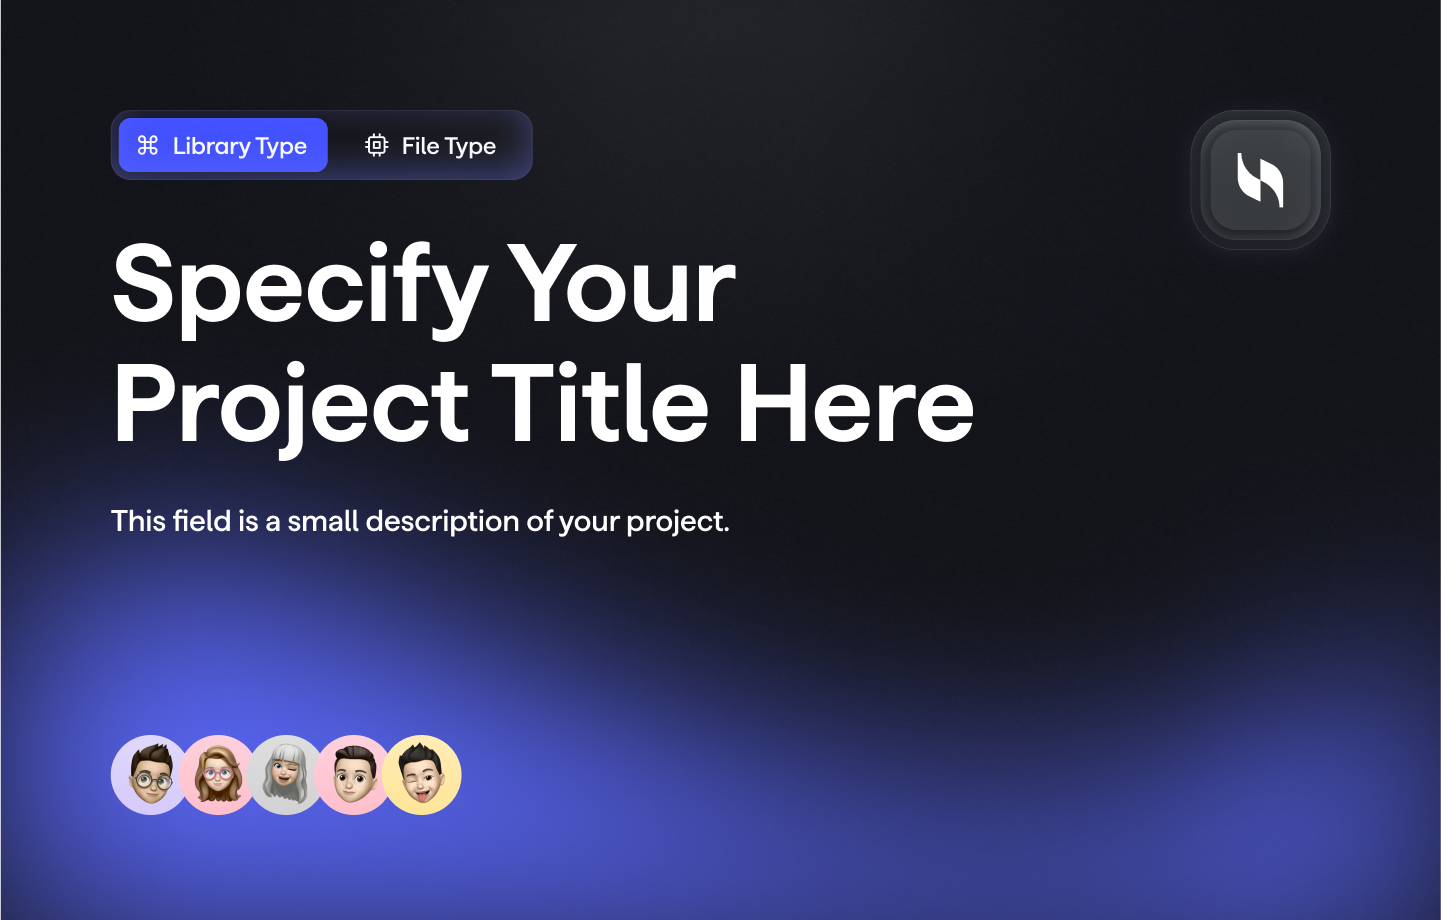 Library Type
File Type
Specify Your
Project Title Here
This field is a small description of your project.